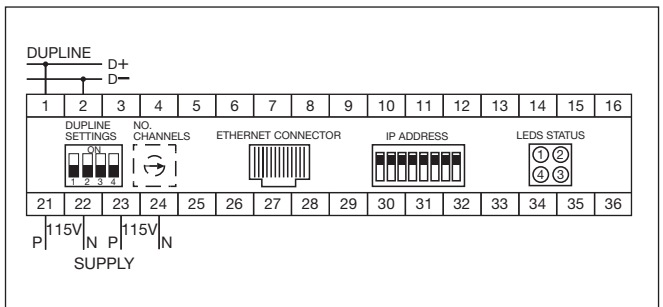 DUPLINE
D+
D−
1 2 3 4 5 6 7 8 9 10 11 12 13 14 15 16
DUPLINE SETTINGS
NO. CHANNELS
ETHERNET CONNECTOR
IP ADDRESS
LEDS STATUS
ON
1 2 3 4
1 2
4 3
21 22 23 24 25 26 27 28 29 30 31 32 33 34 35 36
P 115V N P 115V N
SUPPLY